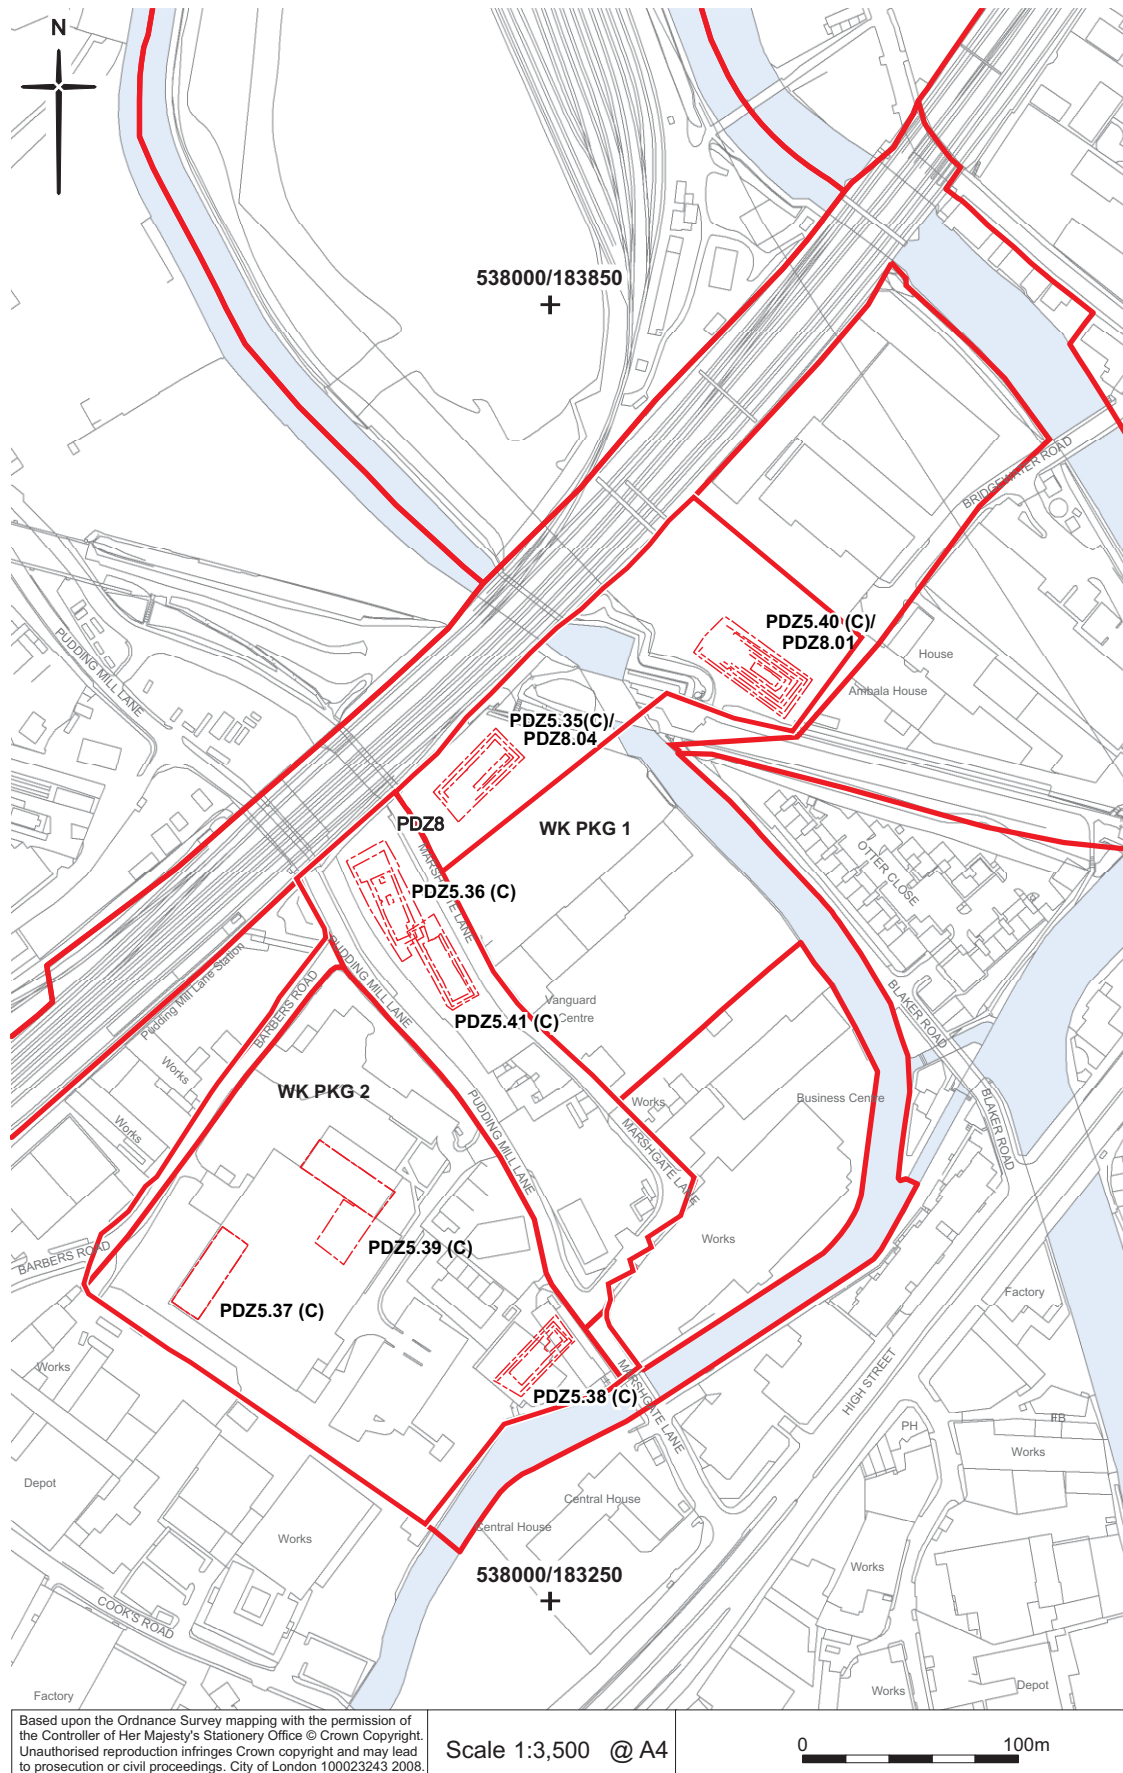 N
538000/183850
BRIDGEWATER ROAD
PDZ5.40 (C)/
PDZ8.01
House
Ambala House
PUDDING MILL LANE
PDZ5.35(C)/
PDZ8.04
PDZ8
WK PKG 1
OTTER CLOSE
MARSHGATE LANE
PDZ5.36 (C)
PUDDING MILL LANE
Pudding Mill Lane Station
BARBERS ROAD
Vanguard
Centre
PDZ5.41 (C)
BLAKER ROAD
Works
WK PKG 2
Works
Works
Business Centre
PUDDING MILL LANE
MARSHGATE LANE
BLAKER ROAD
BARBERS ROAD
PDZ5.39 (C)
Works
PDZ5.37 (C)
Factory
Works
HIGH STREET
MARSHGATE LANE
PDZ5.38 (C)
PH
FB
Works
Depot
Central House
Central House
Works
Works
538000/183250
COOK'S ROAD
Factory
Works
Depot
Based upon the Ordnance Survey mapping with the permission of
the Controller of Her Majesty's Stationery Office © Crown Copyright.
Unauthorised reproduction infringes Crown copyright and may lead
to prosecution or civil proceedings. City of London 100023243 2008.
Scale 1:3,500 @ A4
0 100m